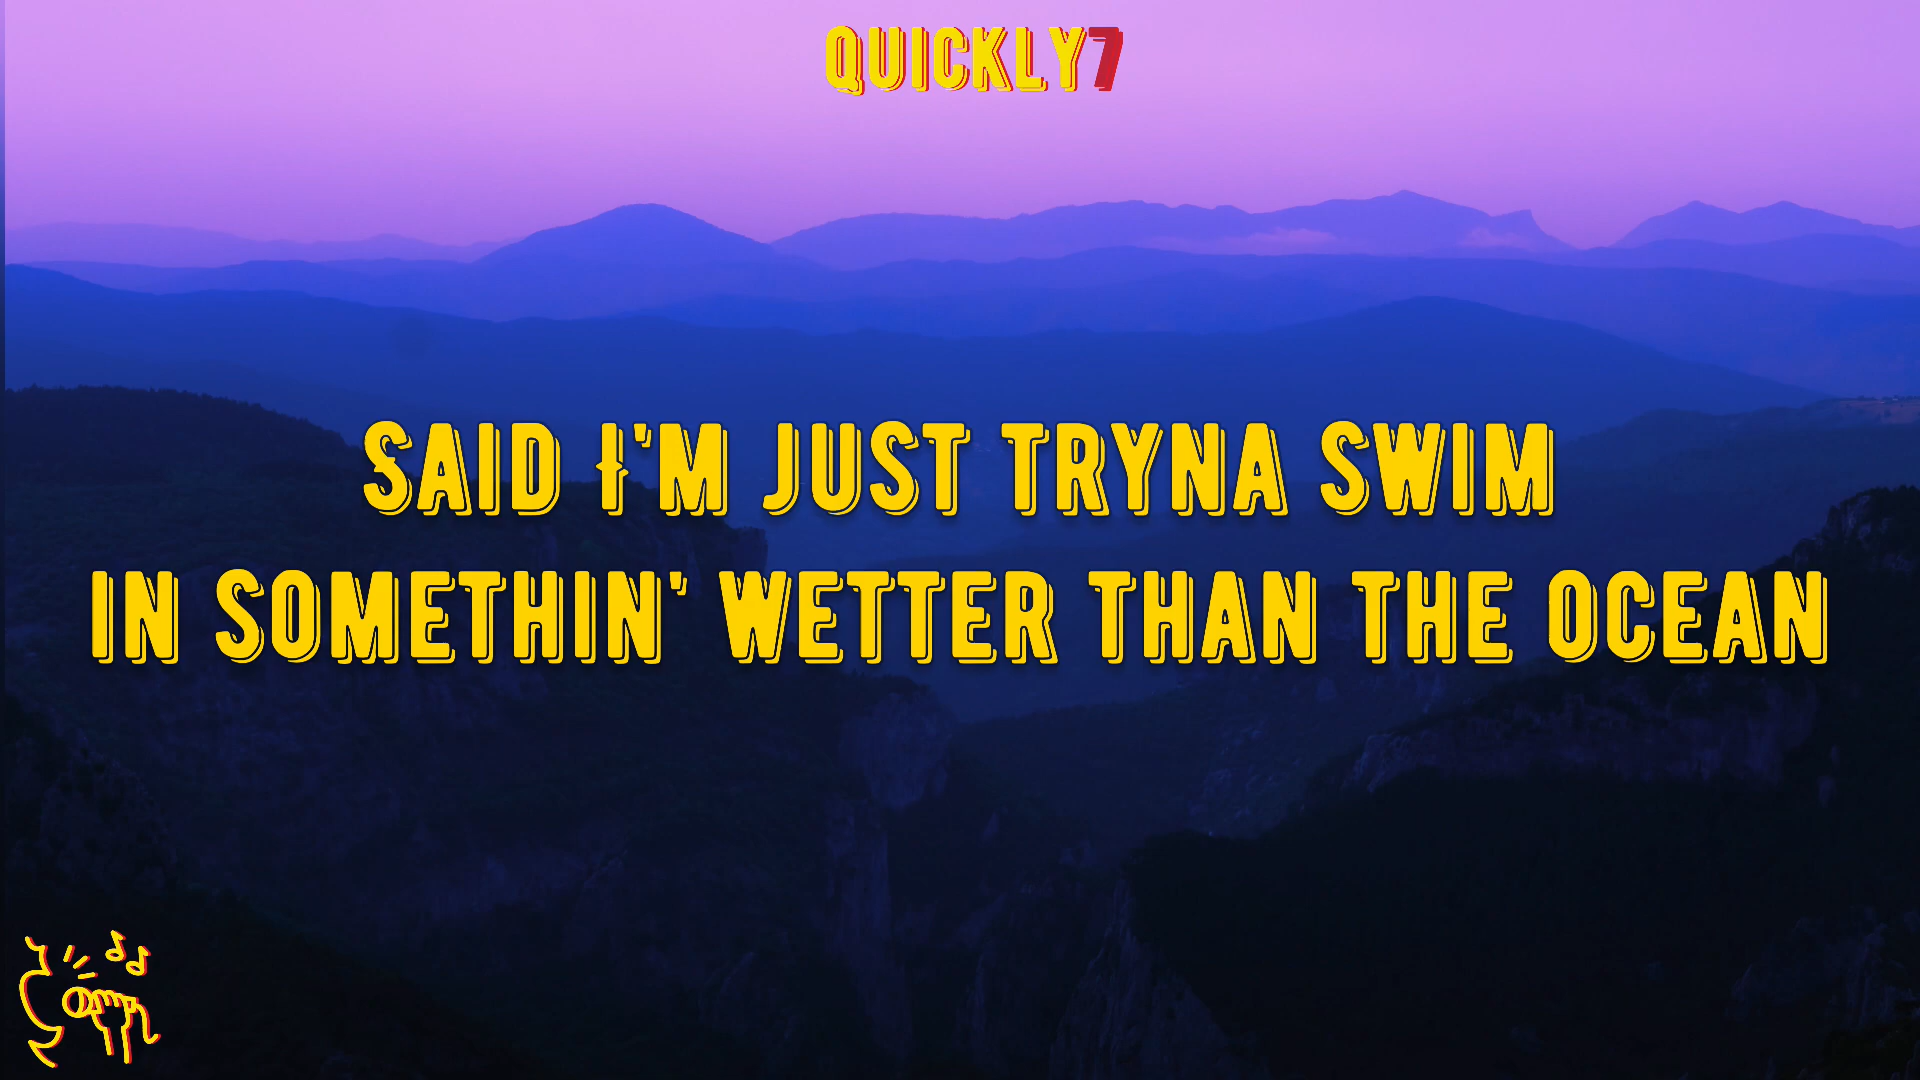 QUICKLY7
SAID I'M JUST TRYNA SWIM
IN SOMETHIN' WETTER THAN THE OCEAN